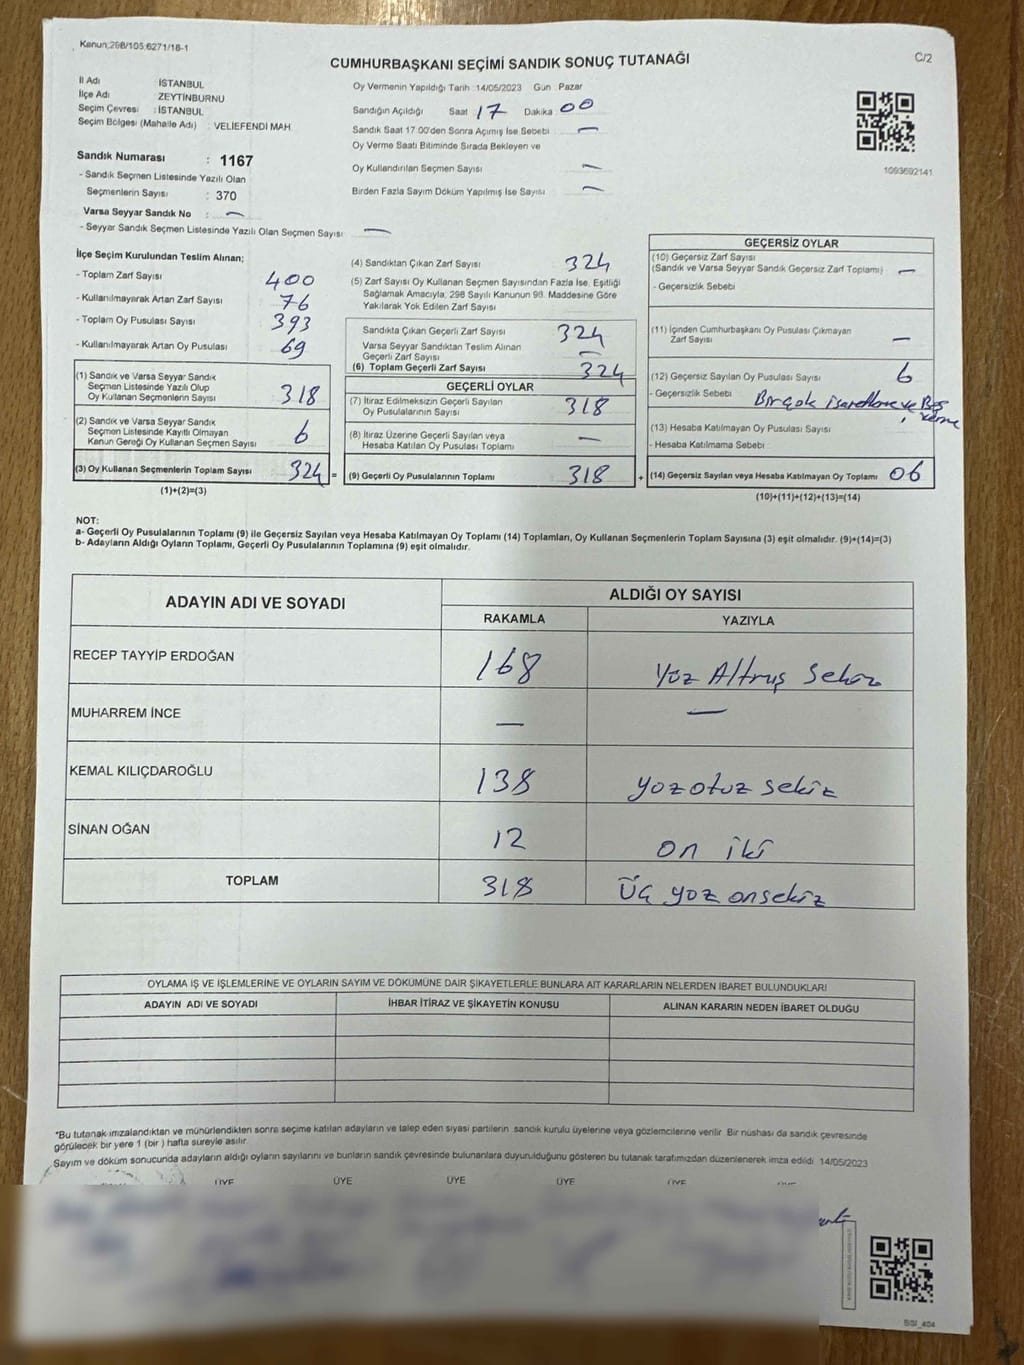 Kanun;298/105;6271/16-1
C/2
CUMHURBAŞKANI SEÇİMİ SANDIK SONUÇ TUTANAĞI
İl Adı İSTANBUL
İlçe Adı ZEYTİNBURNU
Seçim Çevresi : İSTANBUL
Seçim Bölgesi (Mahalle Adı) : VELİEFENDİ MAH.
Sandık Numarası : 1167
- Sandık Seçmen Listesinde Yazılı Olan
Seçmenlerin Sayısı : 370
Varsa Seyyar Sandık No : —
- Seyyar Sandık Seçmen Listesinde Yazılı Olan Seçmen Sayısı: —
Oy Vermenin Yapıldığı Tarih : 14/05/2023 Gün : Pazar
Sandığın Açıldığı Saat 17 Dakika 00
Sandık Saat 17.00'den Sonra Açımış İse Sebebi —
Oy Verme Saati Bitiminde Sırada Bekleyen ve
Oy Kullandırılan Seçmen Sayısı —
Birden Fazla Sayım Döküm Yapılmış İse Sayısı —
1093692141
İlçe Seçim Kurulundan Teslim Alınan;
- Toplam Zarf Sayısı 400
- Kullanılmayarak Artan Zarf Sayısı 76
- Toplam Oy Pusulası Sayısı 393
- Kullanılmayarak Artan Oy Pusulası 69
(1) Sandık ve Varsa Seyyar Sandık
Seçmen Listesinde Yazılı Olup
Oy Kullanan Seçmenlerin Sayısı 318
(2) Sandık ve Varsa Seyyar Sandık
Seçmen Listesinde Kayıtlı Olmayan
Kanun Gereği Oy Kullanan Seçmen Sayısı 6
(3) Oy Kullanan Seçmenlerin Toplam Sayısı 324 =
(1)+(2)=(3)
(4) Sandıktan Çıkan Zarf Sayısı 324
(5) Zarf Sayısı Oy Kullanan Seçmen Sayısından Fazla İse, Eşitliği
Sağlamak Amacıyla, 298 Sayılı Kanunun 98. Maddesine Göre
Yakılarak Yok Edilen Zarf Sayısı
Sandıkta Çıkan Geçerli Zarf Sayısı 324
Varsa Seyyar Sandıktan Teslim Alınan
Geçerli Zarf Sayısı —
(6) Toplam Geçerli Zarf Sayısı 324
GEÇERLİ OYLAR
(7) İtiraz Edilmeksizin Geçerli Sayılan
Oy Pusulalarının Sayısı 318
(8) İtiraz Üzerine Geçerli Sayılan veya
Hesaba Katılan Oy Pusulası Toplamı —
(9) Geçerli Oy Pusulalarının Toplamı 318 +
GEÇERSİZ OYLAR
(10) Geçersiz Zarf Sayısı
(Sandık ve Varsa Seyyar Sandık Geçersiz Zarf Toplamı) —
- Geçersizlik Sebebi
(11) İçinden Cumhurbaşkanı Oy Pusulası Çıkmayan
Zarf Sayısı —
(12) Geçersiz Sayılan Oy Pusulası Sayısı 6
- Geçersizlik Sebebi Birçok işaretleme ve Boş
(13) Hesaba Katılmayan Oy Pusulası Sayısı
- Hesaba Katılmama Sebebi
(14) Geçersiz Sayılan veya Hesaba Katılmayan Oy Toplamı 06
(10)+(11)+(12)+(13)=(14)
NOT:
a- Geçerli Oy Pusulalarının Toplamı (9) ile Geçersiz Sayılan veya Hesaba Katılmayan Oy Toplamı (14) Toplamları, Oy Kullanan Seçmenlerin Toplam Sayısına (3) eşit olmalıdır. (9)+(14)=(3)
b- Adayların Aldığı Oyların Toplamı, Geçerli Oy Pusulalarının Toplamına (9) eşit olmalıdır.
ADAYIN ADI VE SOYADI ALDIĞI OY SAYISI
RAKAMLA YAZIYLA
RECEP TAYYİP ERDOĞAN 168 Yüz Altmış Sekiz
MUHARREM İNCE — —
KEMAL KILIÇDAROĞLU 138 yüzotuz sekiz
SİNAN OĞAN 12 on iki
TOPLAM 318 Üç yüz onsekiz
OYLAMA İŞ VE İŞLEMLERİNE VE OYLARIN SAYIM VE DÖKÜMÜNE DAİR ŞİKAYETLERLE BUNLARA AİT KARARLARIN NELERDEN İBARET BULUNDUKLARI
ADAYIN ADI VE SOYADI İHBAR İTİRAZ VE ŞİKAYETİN KONUSU ALINAN KARARIN NEDEN İBARET OLDUĞU
*Bu tutanak imzalandıktan ve mühürlendikten sonra seçime katılan adayların ve talep eden siyasi partilerin sandık kurulu üyelerine veya gözlemcilerine verilir. Bir nüshası da sandık çevresinde
görülecek bir yere 1 (bir) hafta süreyle asılır.
Sayım ve döküm sonucunda adayların aldığı oyların sayılarını ve bunların sandık çevresinde bulunanlara duyurulduğunu gösteren bu tutanak tarafımızdan düzenlenerek imza edildi. 14/05/2023
ÜYE ÜYE ÜYE ÜYE ÜYE